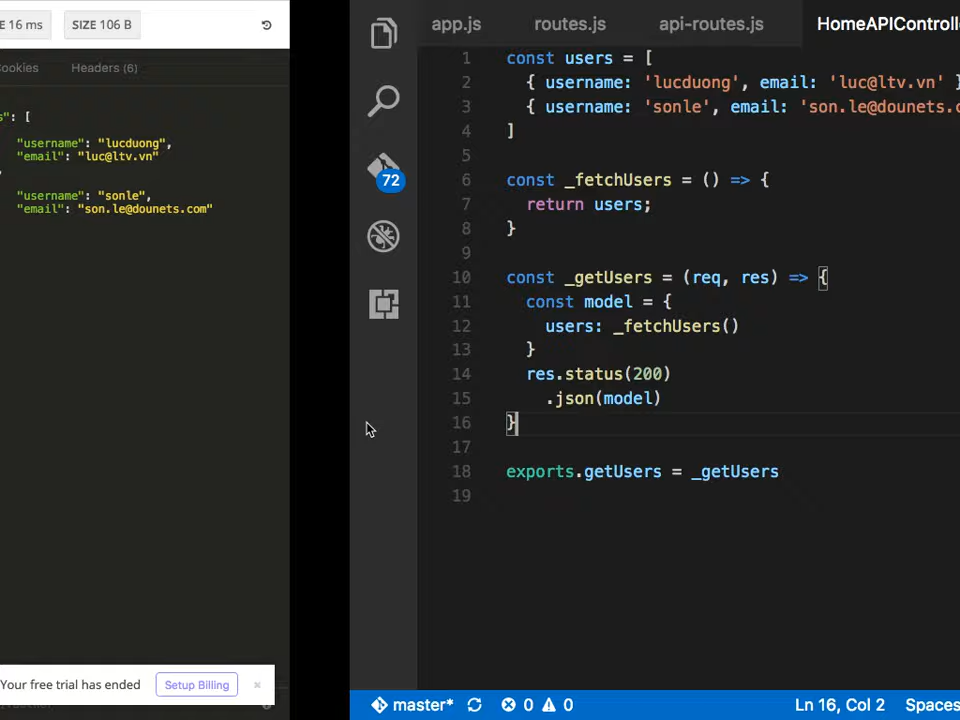 E 16 ms SIZE 106 B
ookies Headers (6)
s": [
"username": "lucduong",
"email": "luc@ltv.vn"
,
"username": "sonle",
"email": "son.le@dounets.com"
Your free trial has ended Setup Billing ×
72
app.js routes.js api-routes.js HomeAPIControlle
1 const users = [
2 { username: 'lucduong', email: 'luc@ltv.vn' }
3 { username: 'sonle', email: 'son.le@dounets.c
4 ]
5
6 const _fetchUsers = () => {
7 return users;
8 }
9
10 const _getUsers = (req, res) => {
11 const model = {
12 users: _fetchUsers()
13 }
14 res.status(200)
15 .json(model)
16 }
17
18 exports.getUsers = _getUsers
19
master* 0 0 Ln 16, Col 2 Spaces